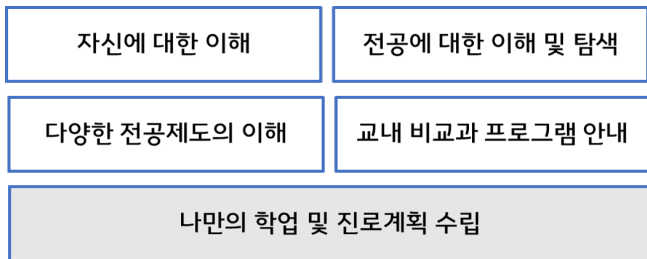 자신에 대한 이해
전공에 대한 이해 및 탐색
다양한 전공제도의 이해
교내 비교과 프로그램 안내
나만의 학업 및 진로계획 수립